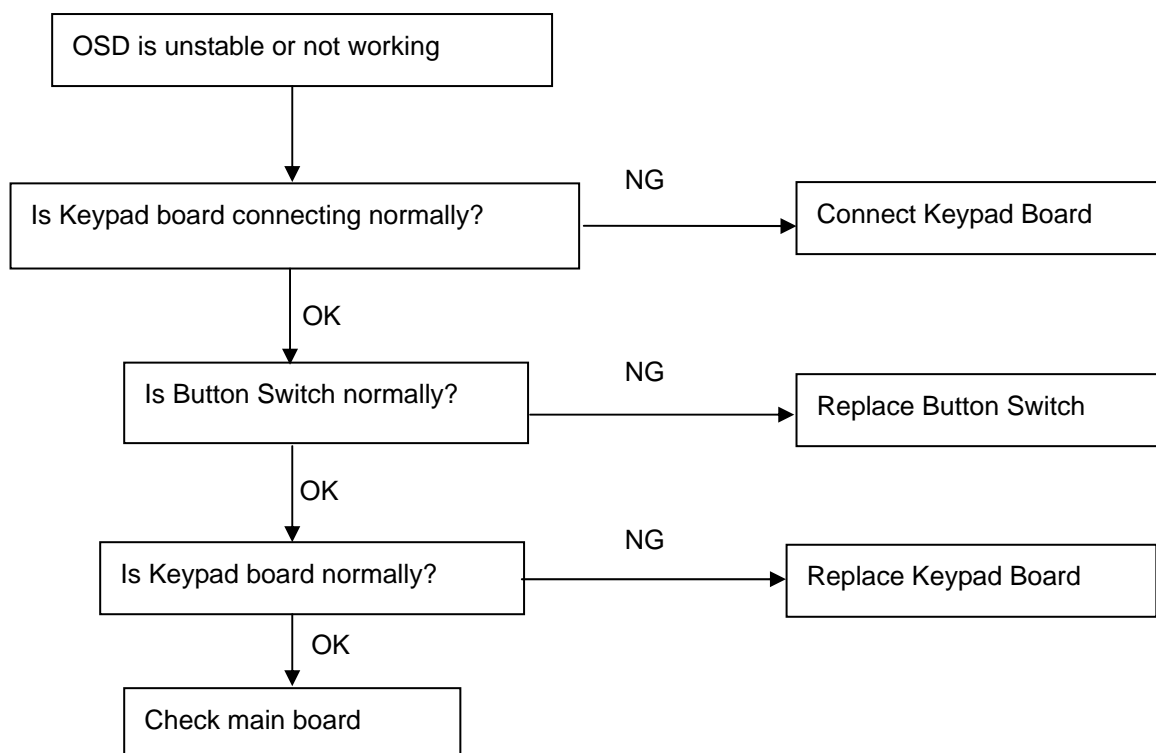 OSD is unstable or not working
Is Keypad board connecting normally?
NG
Connect Keypad Board
OK
Is Button Switch normally?
NG
Replace Button Switch
OK
Is Keypad board normally?
NG
Replace Keypad Board
OK
Check main board